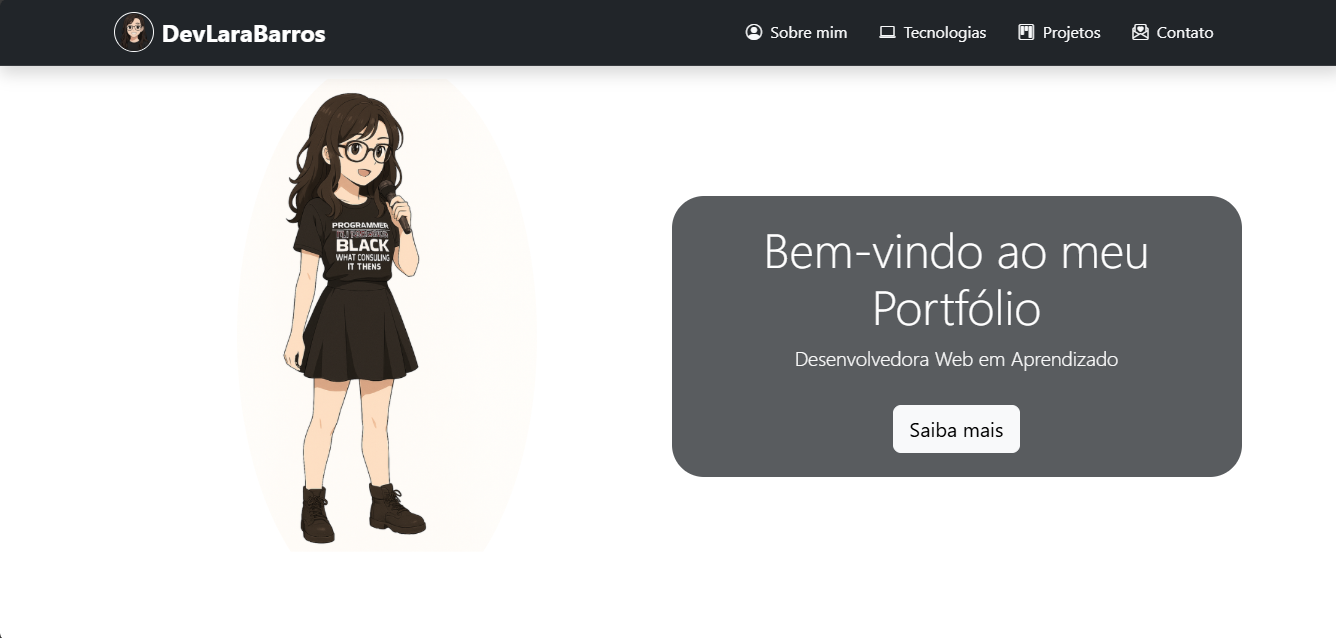 DevLaraBarros
Sobre mim
Tecnologias
Projetos
Contato
PROGRAMMER
BLACK
WHAT CONSULING
IT THENS
Bem-vindo ao meu
Portfólio
Desenvolvedora Web em Aprendizado
Saiba mais